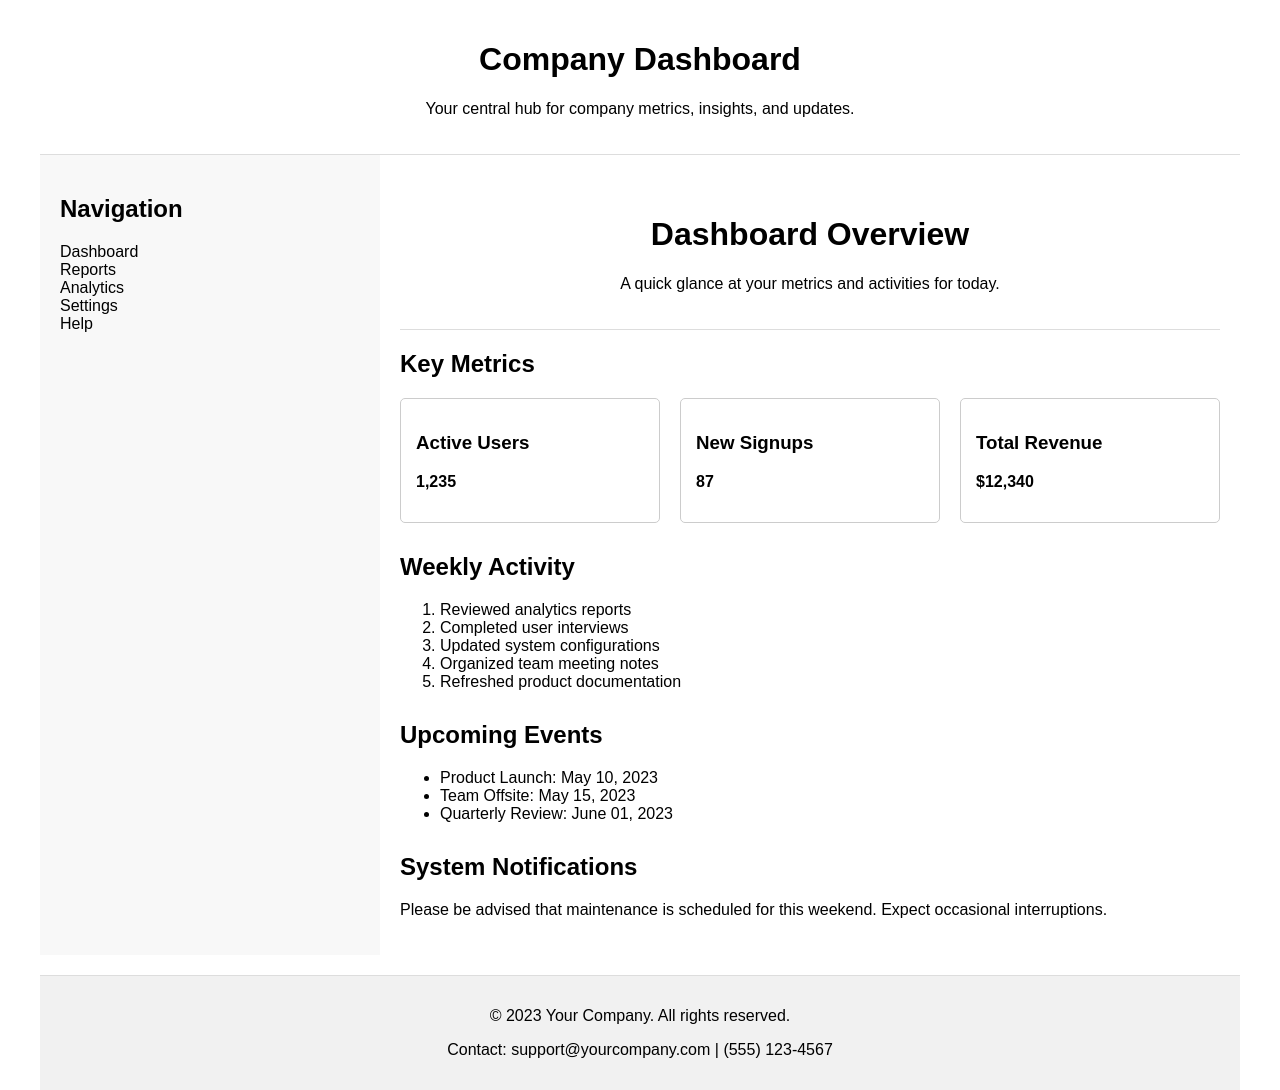 Company Dashboard
Your central hub for company metrics, insights, and updates.
Navigation
Dashboard
Reports
Analytics
Settings
Help
Dashboard Overview
A quick glance at your metrics and activities for today.
Key Metrics
Active Users
1,235
New Signups
87
Total Revenue
$12,340
Weekly Activity
1. Reviewed analytics reports
2. Completed user interviews
3. Updated system configurations
4. Organized team meeting notes
5. Refreshed product documentation
Upcoming Events
• Product Launch: May 10, 2023
• Team Offsite: May 15, 2023
• Quarterly Review: June 01, 2023
System Notifications
Please be advised that maintenance is scheduled for this weekend. Expect occasional interruptions.
© 2023 Your Company. All rights reserved.
Contact: support@yourcompany.com | (555) 123-4567